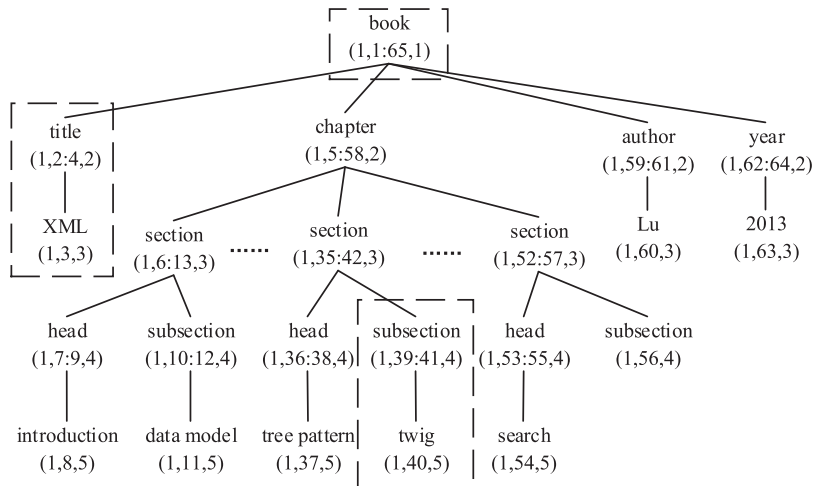 book
(1,1:65,1)
title
(1,2:4,2)
chapter
(1,5:58,2)
author
(1,59:61,2)
year
(1,62:64,2)
XML
(1,3,3)
section
(1,6:13,3)
......
section
(1,35:42,3)
......
section
(1,52:57,3)
Lu
(1,60,3)
2013
(1,63,3)
head
(1,7:9,4)
subsection
(1,10:12,4)
head
(1,36:38,4)
subsection
(1,39:41,4)
head
(1,53:55,4)
subsection
(1,56,4)
introduction
(1,8,5)
data model
(1,11,5)
tree pattern
(1,37,5)
twig
(1,40,5)
search
(1,54,5)